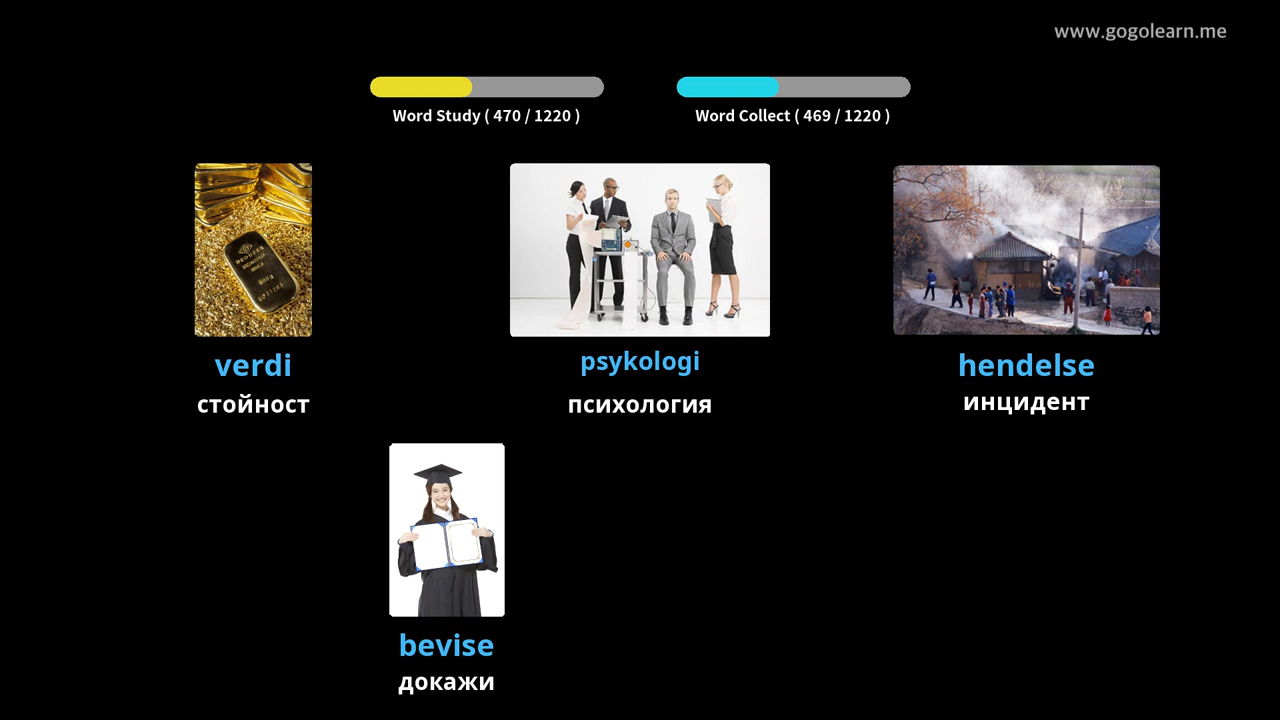 www.gogolearn.me
Word Study ( 470 / 1220 )
Word Collect ( 469 / 1220 )
verdi
стойност
psykologi
психология
hendelse
инцидент
bevise
докажи